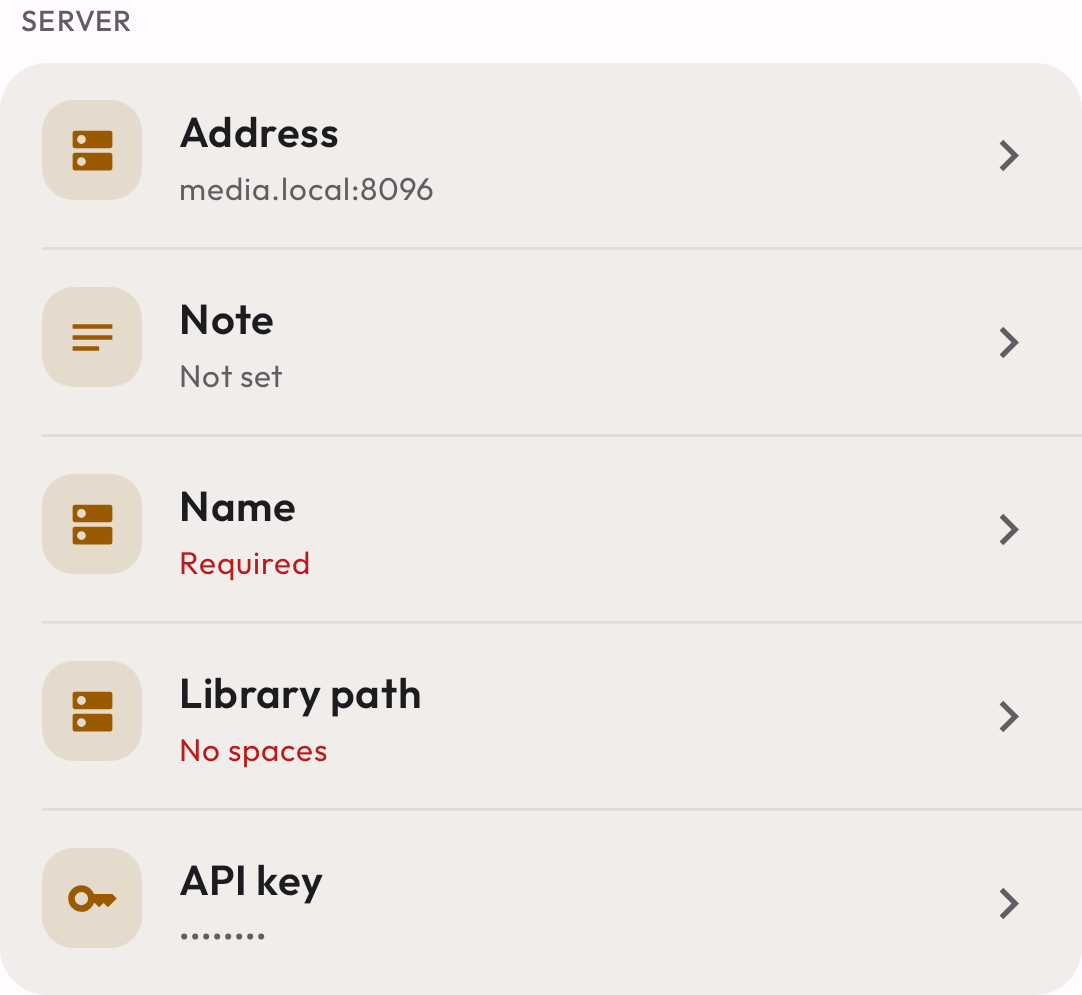 SERVER
Address
media.local:8096
Note
Not set
Name
Required
Library path
No spaces
API key
••••••••